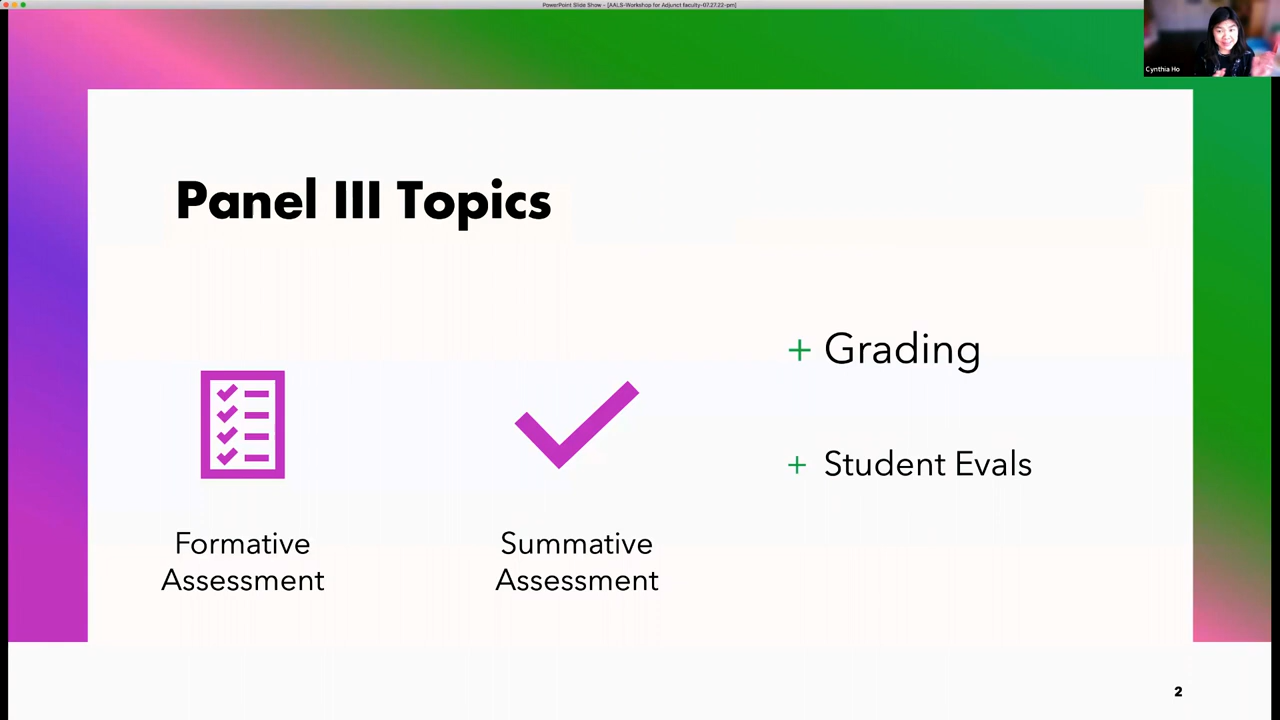 PowerPoint Slide Show - [AALS-Workshop for Adjunct faculty-07.27.22-pm]
Cynthia Ho
Panel III Topics
+ Grading
+ Student Evals
Formative
Assessment
Summative
Assessment
2